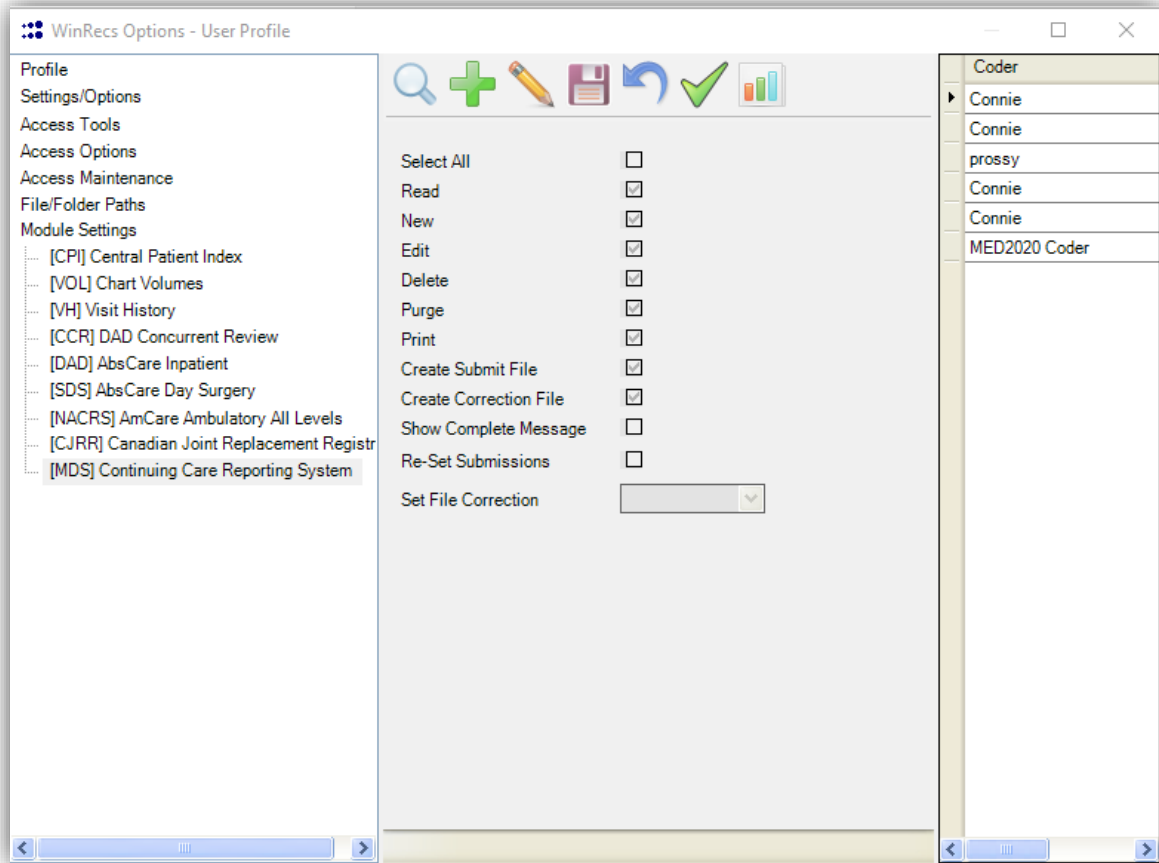 WinRecs Options - User Profile
Profile
Settings/Options
Access Tools
Access Options
Access Maintenance
File/Folder Paths
Module Settings
[CPI] Central Patient Index
[VOL] Chart Volumes
[VH] Visit History
[CCR] DAD Concurrent Review
[DAD] AbsCare Inpatient
[SDS] AbsCare Day Surgery
[NACRS] AmCare Ambulatory All Levels
[CJRR] Canadian Joint Replacement Registr
[MDS] Continuing Care Reporting System
Select All
Read
New
Edit
Delete
Purge
Print
Create Submit File
Create Correction File
Show Complete Message
Re-Set Submissions
Set File Correction
Coder
Connie
Connie
prossy
Connie
Connie
MED2020 Coder